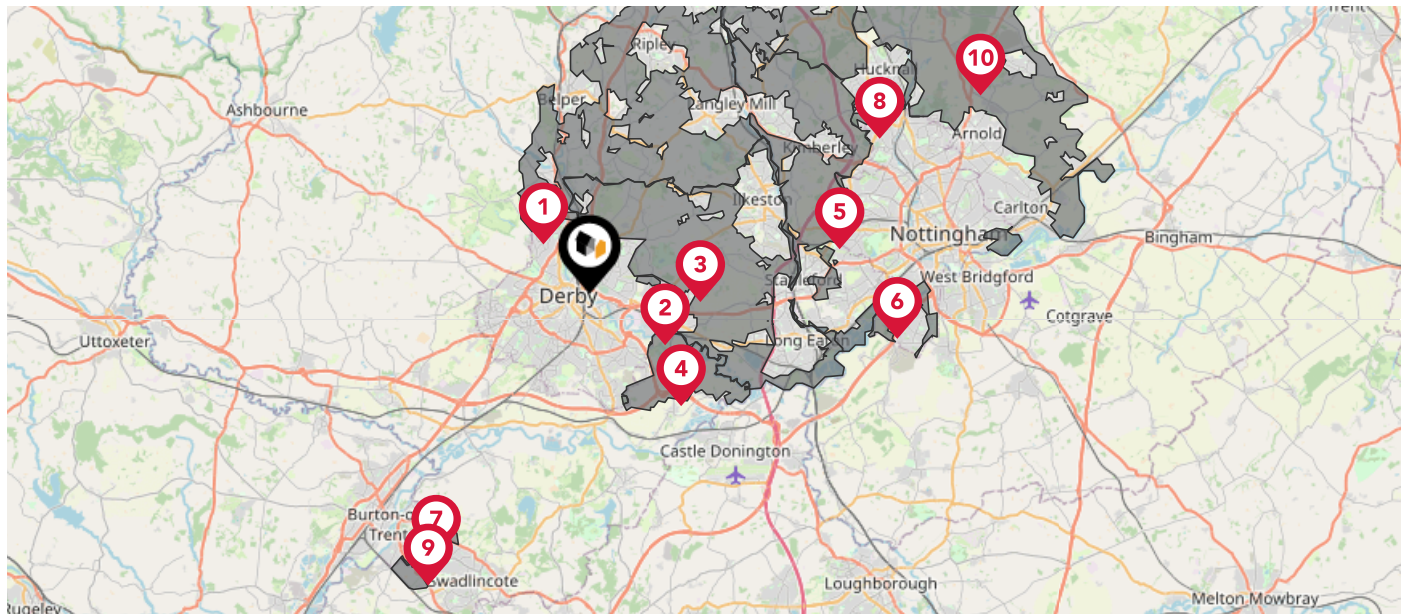 Trent
Ripley
10
Hucknall
Belper
Langley Mill
8
Ashbourne
Arnold
Kimberley
Ilkeston
1
5
Carlton
Nottingham
Bingham
3
Stapleford
West Bridgford
Derby
2
6
Cotgrave
Uttoxeter
Long Eaton
4
Castle Donington
Burton-o
7
Trent
9
Swadlincote
Loughborough
Melton Mowbray
Rugeley